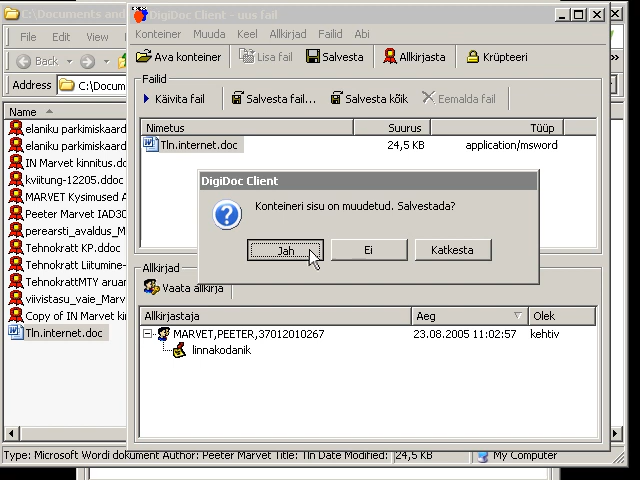 C:\Documents and
DigiDoc Client - uus fail
File Edit View
Konteiner Muuda Keel Allkirjad Failid Abi
Back
Ava konteiner Lisa fail Salvesta Allkirjasta Krüpteeri
Address C:\Docum
Failid
Käivita fail Salvesta fail... Salvesta kõik Eemalda fail
Name
Nimetus Suurus Tüüp
Tln.internet.doc 24,5 KB application/msword
elaniku parkimiskaard
elaniku parkimiskaard
IN Marvet kinnitus.dc
kviitung-12205.ddoc
MARVET Kysimused A
Peeter Marvet IAD30
perearsti_avaldus_M
Tehnokratt KP.ddoc
Tehnokratt Liitumine-
TehnokrattMTY aruan
viivistasu_vaie_Marv
Copy of IN Marvet kin
Tln.internet.doc
DigiDoc Client
Konteineri sisu on muudetud. Salvestada?
Jah Ei Katkesta
Allkirjad
Vaata allkirja
Allkirjastaja Aeg Olek
MARVET,PEETER,37012010267 23.08.2005 11:02:57 kehtiv
linnakodanik
Type: Microsoft Wordi dokument Author: Peeter Marvet Title: Tln Date Modified: 24,5 KB My Computer